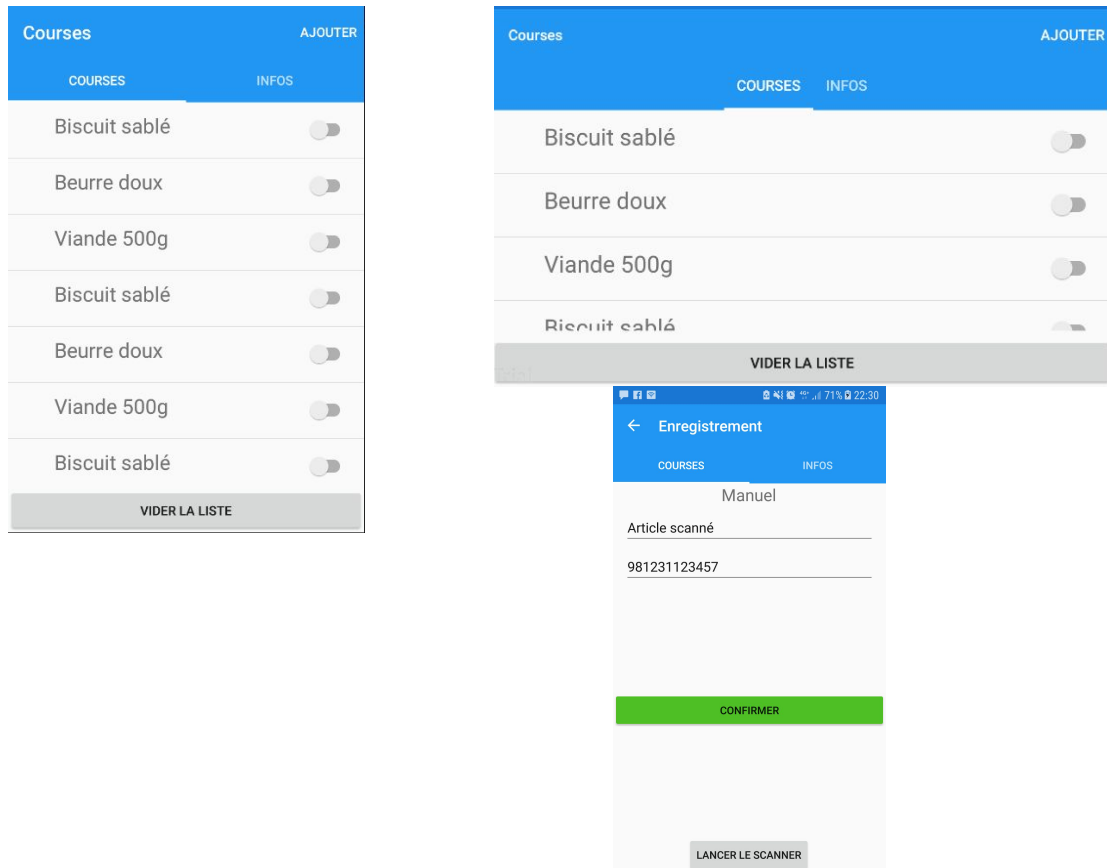 Courses AJOUTER
COURSES INFOS
Biscuit sablé
Beurre doux
Viande 500g
Biscuit sablé
Beurre doux
Viande 500g
Biscuit sablé
VIDER LA LISTE
Courses AJOUTER
COURSES INFOS
Biscuit sablé
Beurre doux
Viande 500g
Biscuit sablé
VIDER LA LISTE
71% 22:30
Enregistrement
COURSES INFOS
Manuel
Article scanné
981231123457
CONFIRMER
LANCER LE SCANNER